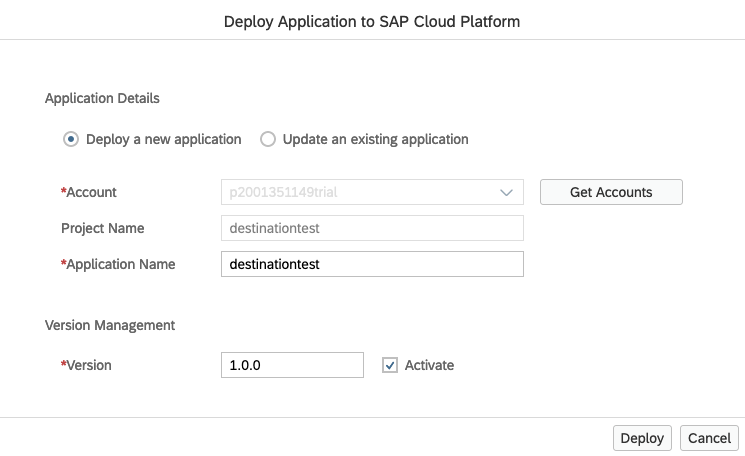 Deploy Application to SAP Cloud Platform
Application Details
Deploy a new application Update an existing application
*Account p2001351149trial Get Accounts
Project Name destinationtest
*Application Name destinationtest
Version Management
*Version 1.0.0 Activate
Deploy Cancel